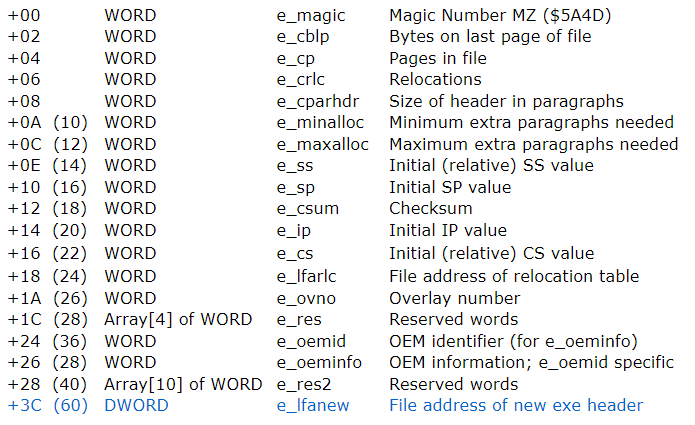 +00 WORD e_magic Magic Number MZ ($5A4D)
+02 WORD e_cblp Bytes on last page of file
+04 WORD e_cp Pages in file
+06 WORD e_crlc Relocations
+08 WORD e_cparhdr Size of header in paragraphs
+0A (10) WORD e_minalloc Minimum extra paragraphs needed
+0C (12) WORD e_maxalloc Maximum extra paragraphs needed
+0E (14) WORD e_ss Initial (relative) SS value
+10 (16) WORD e_sp Initial SP value
+12 (18) WORD e_csum Checksum
+14 (20) WORD e_ip Initial IP value
+16 (22) WORD e_cs Initial (relative) CS value
+18 (24) WORD e_lfarlc File address of relocation table
+1A (26) WORD e_ovno Overlay number
+1C (28) Array[4] of WORD e_res Reserved words
+24 (36) WORD e_oemid OEM identifier (for e_oeminfo)
+26 (28) WORD e_oeminfo OEM information; e_oemid specific
+28 (40) Array[10] of WORD e_res2 Reserved words
+3C (60) DWORD e_lfanew File address of new exe header